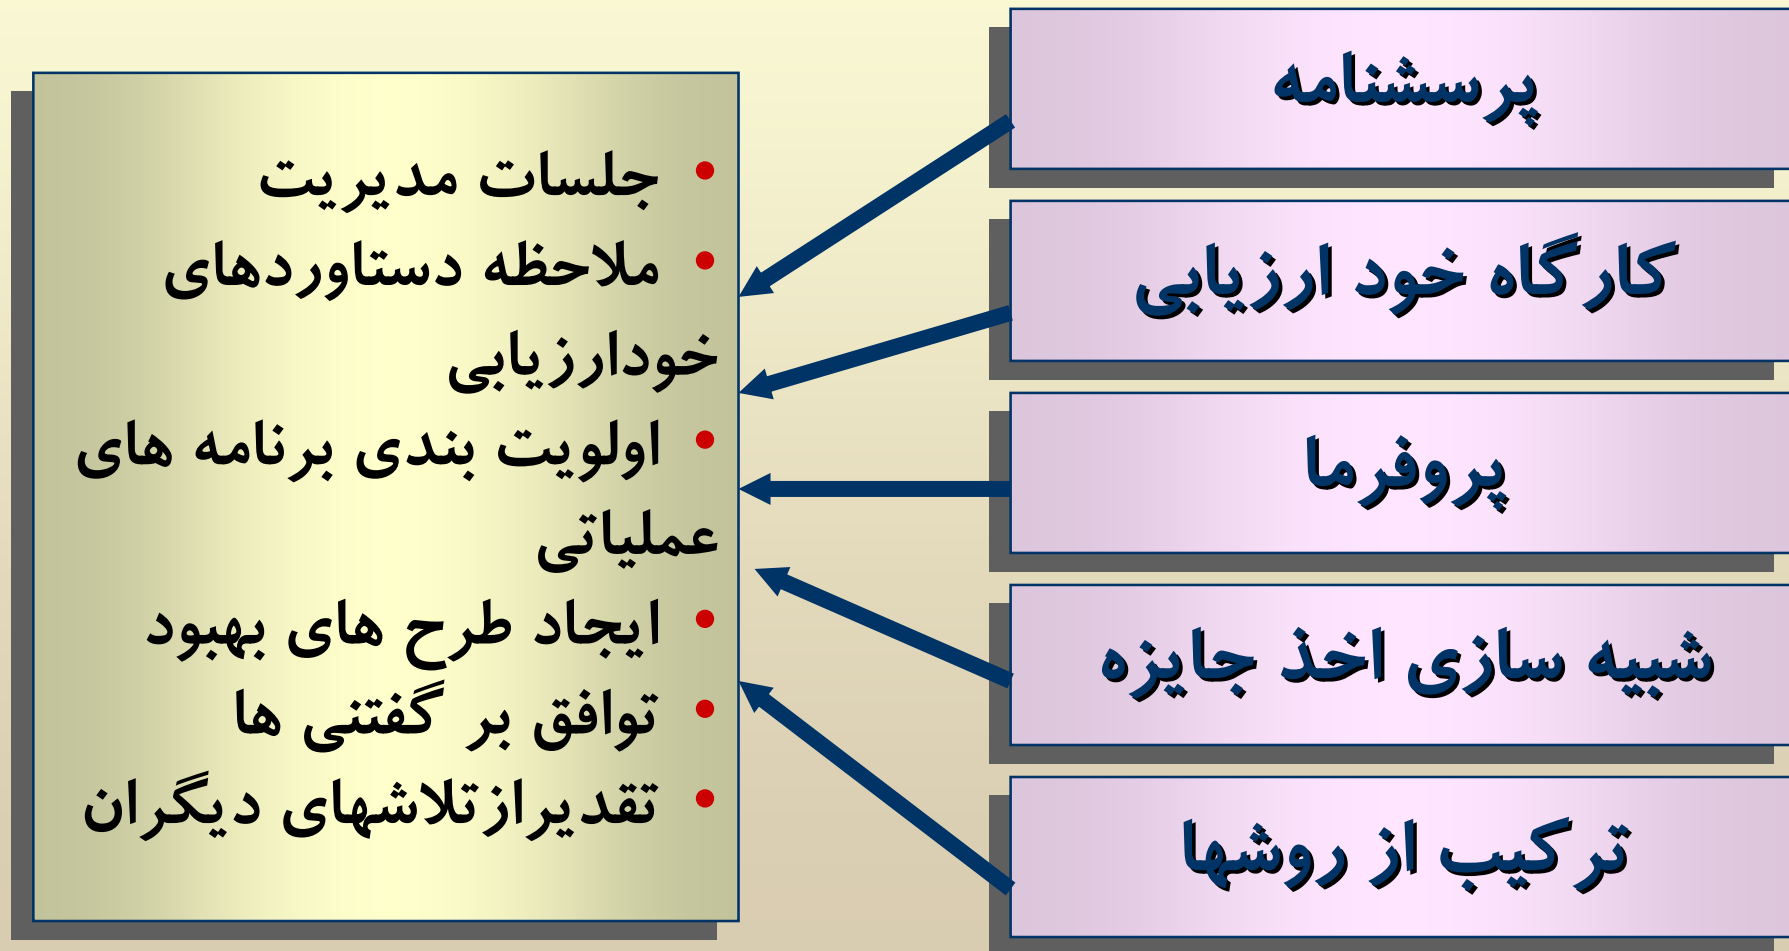 پرسشنامه
کارگاه خود ارزیابی
پروفرما
شبیه سازی اخذ جایزه
ترکیب از روشها
• جلسات مدیریت
• ملاحظه دستاوردهای
خودارزیابی
• اولویت بندی برنامه های
عملیاتی
• ایجاد طرح های بهبود
• توافق بر گفتنی ها
• تقدیرازتلاشهای دیگران